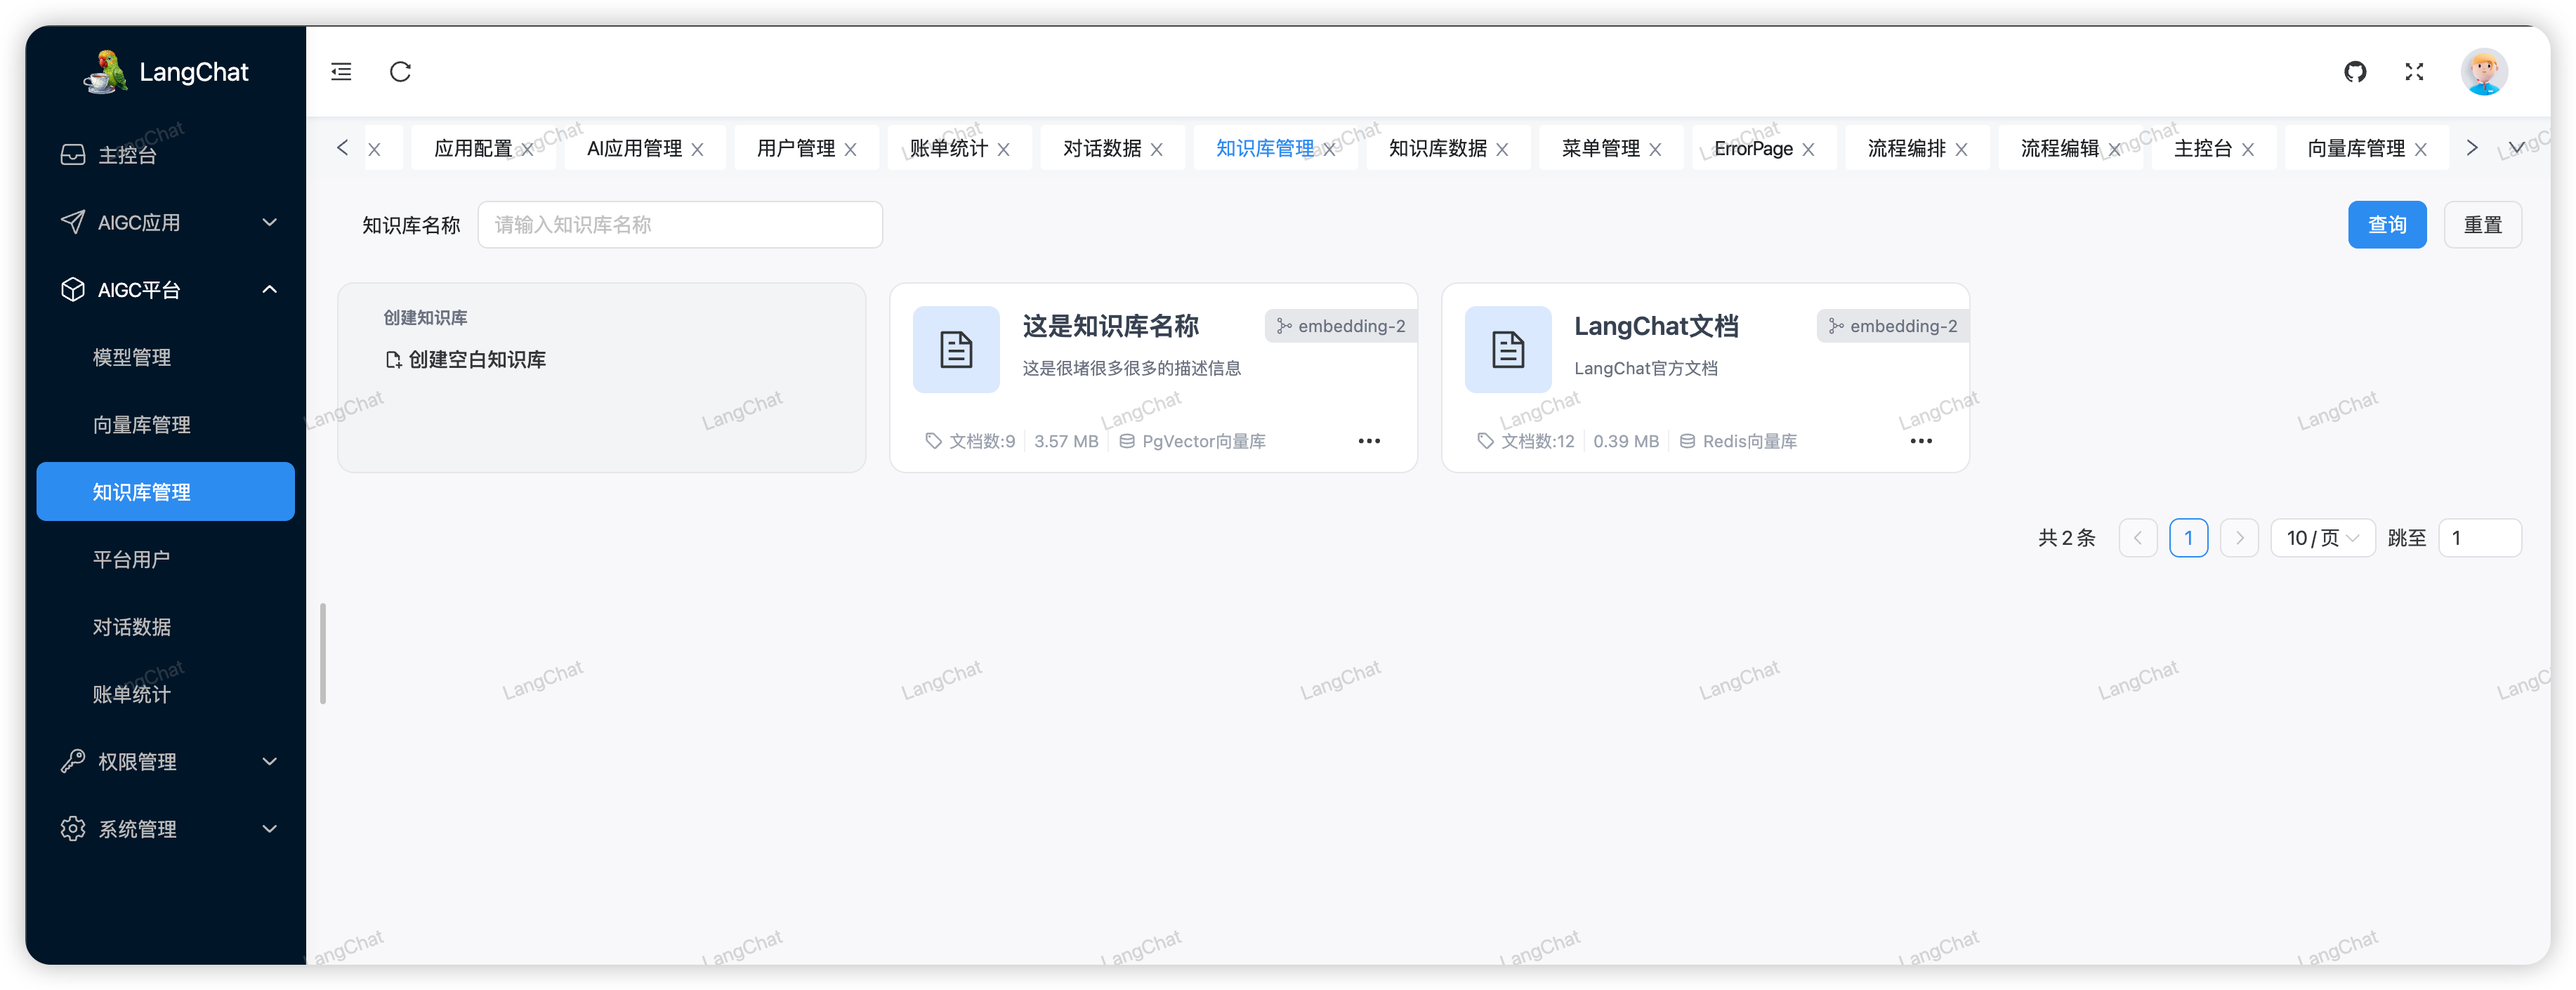 LangChat
主控台
AIGC应用
AIGC平台
模型管理
向量库管理
知识库管理
平台用户
对话数据
账单统计
权限管理
系统管理
应用配置
AI应用管理
用户管理
账单统计
对话数据
知识库管理
知识库数据
菜单管理
ErrorPage
流程编排
流程编辑
主控台
向量库管理
知识库名称 请输入知识库名称 查询 重置
创建知识库
创建空白知识库
这是知识库名称
embedding-2
这是很堵很多很多的描述信息
文档数:9 3.57 MB PgVector向量库
LangChat文档
embedding-2
LangChat官方文档
文档数:12 0.39 MB Redis向量库
共 2 条 1 10 / 页 跳至 1
LangChat